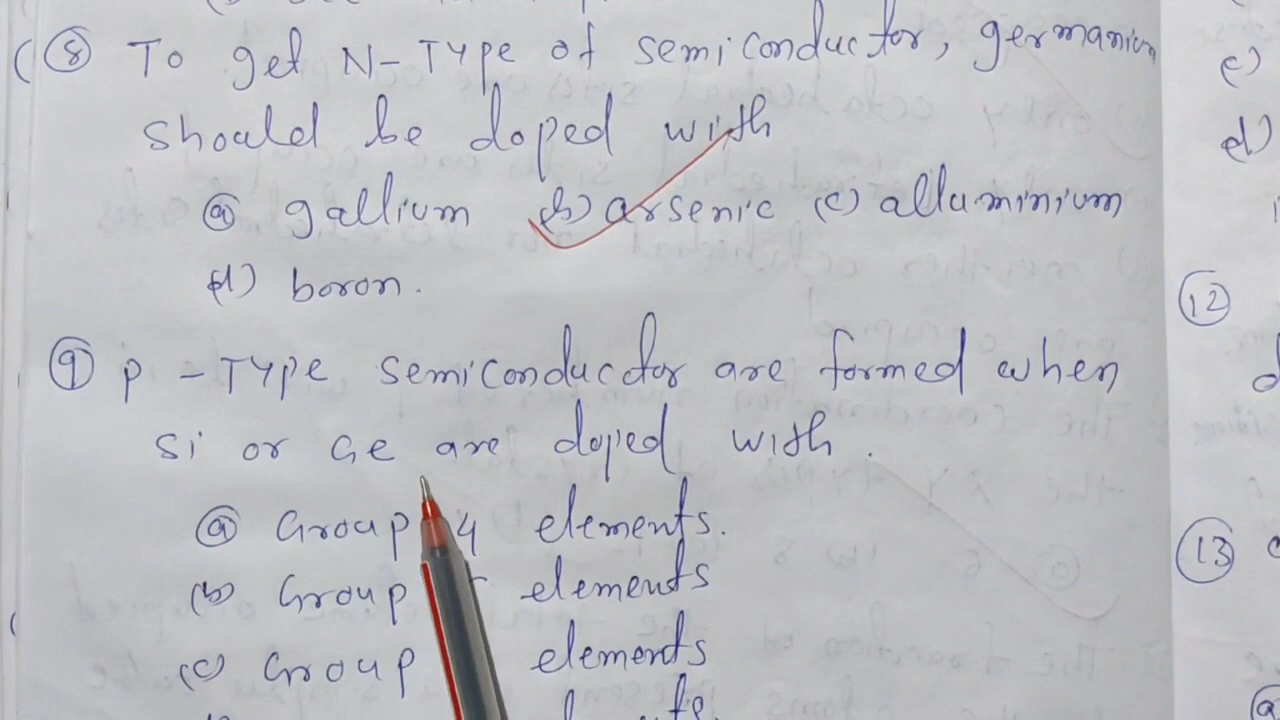 (8) To get N-Type of semiconductor, germanium
should be doped with
(a) gallium (b) arsenic (c) alluminium
(d) boron.
(9) p-Type semiconductor are formed when
Si or Ge are doped with.
(a) Group 4 elements.
(b) Group elements
(c) Group elements
c)
d)
(12)
(13)
(a)